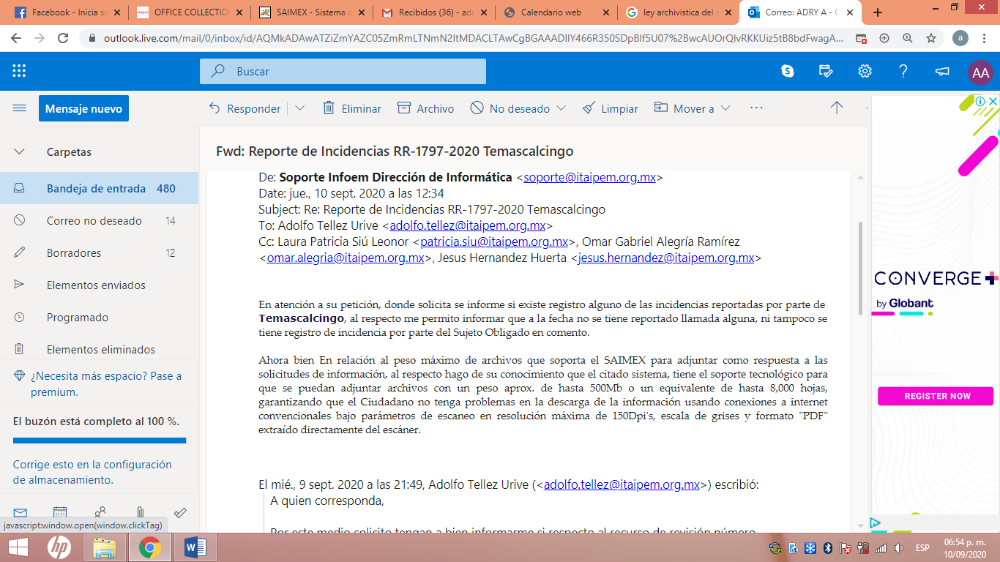 Facebook - Inicia se
OFFICE COLLECTIO
SAIMEX - Sistema d
Recibidos (36) - adr
Calendario web
ley archivistica del e
Correo: ADRY A - C
outlook.live.com/mail/0/inbox/id/
Buscar
AA
Mensaje nuevo
Responder
Eliminar
Archivo
No deseado
Limpiar
Mover a
Carpetas
Bandeja de entrada 480
Correo no deseado 14
Borradores 12
Elementos enviados
Programado
Elementos eliminados
¿Necesita más espacio? Pase a
premium.
El buzón está completo al 100 %.
Corrige esto en la configuración
de almacenamiento.
javascript:window.open(window.clickTag)
Fwd: Reporte de Incidencias RR-1797-2020 Temascalcingo
De: Soporte Infoem Dirección de Informática <soporte@itaipem.org.mx>
Date: jue., 10 sept. 2020 a las 12:34
Subject: Re: Reporte de Incidencias RR-1797-2020 Temascalcingo
To: Adolfo Tellez Urive <adolfo.tellez@itaipem.org.mx>
Cc: Laura Patricia Siú Leonor <patricia.siu@itaipem.org.mx>, Omar Gabriel Alegría Ramírez
<omar.alegria@itaipem.org.mx>, Jesus Hernandez Huerta <jesus.hernandez@itaipem.org.mx>
En atención a su petición, donde solicita se informe si existe registro alguno de las incidencias reportadas por parte de
Temascalcingo, al respecto me permito informar que a la fecha no se tiene reportado llamada alguna, ni tampoco se
tiene registro de incidencia por parte del Sujeto Obligado en comento.
Ahora bien En relación al peso máximo de archivos que soporta el SAIMEX para adjuntar como respuesta a las
solicitudes de información, al respecto hago de su conocimiento que el citado sistema, tiene el soporte tecnológico para
que se puedan adjuntar archivos con un peso aprox. de hasta 500Mb o un equivalente de hasta 8,000 hojas,
garantizando que el Ciudadano no tenga problemas en la descarga de la información usando conexiones a internet
convencionales bajo parámetros de escaneo en resolución máxima de 150Dpi's, escala de grises y formato "PDF"
extraído directamente del escáner.
El mié., 9 sept. 2020 a las 21:49, Adolfo Tellez Urive (<adolfo.tellez@itaipem.org.mx>) escribió:
A quien corresponda,
Por este medio solicito tengan a bien informarme si respecto al recurso de revisión número
CONVERGE+
by Globant
REGISTER NOW
ESP
06:54 p. m.
10/09/2020